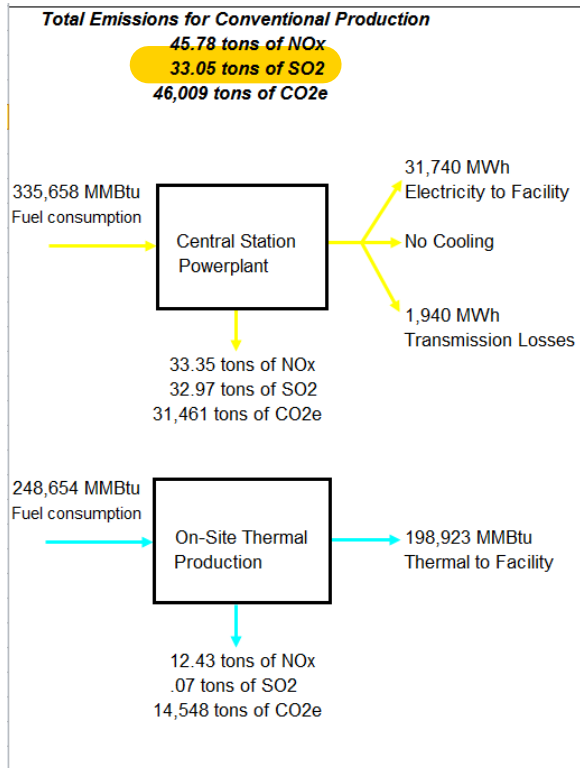 Total Emissions for Conventional Production
45.78 tons of NOx
33.05 tons of SO2
46,009 tons of CO2e
335,658 MMBtu
Fuel consumption
Central Station
Powerplant
31,740 MWh
Electricity to Facility
No Cooling
1,940 MWh
Transmission Losses
33.35 tons of NOx
32.97 tons of SO2
31,461 tons of CO2e
248,654 MMBtu
Fuel consumption
On-Site Thermal
Production
198,923 MMBtu
Thermal to Facility
12.43 tons of NOx
.07 tons of SO2
14,548 tons of CO2e